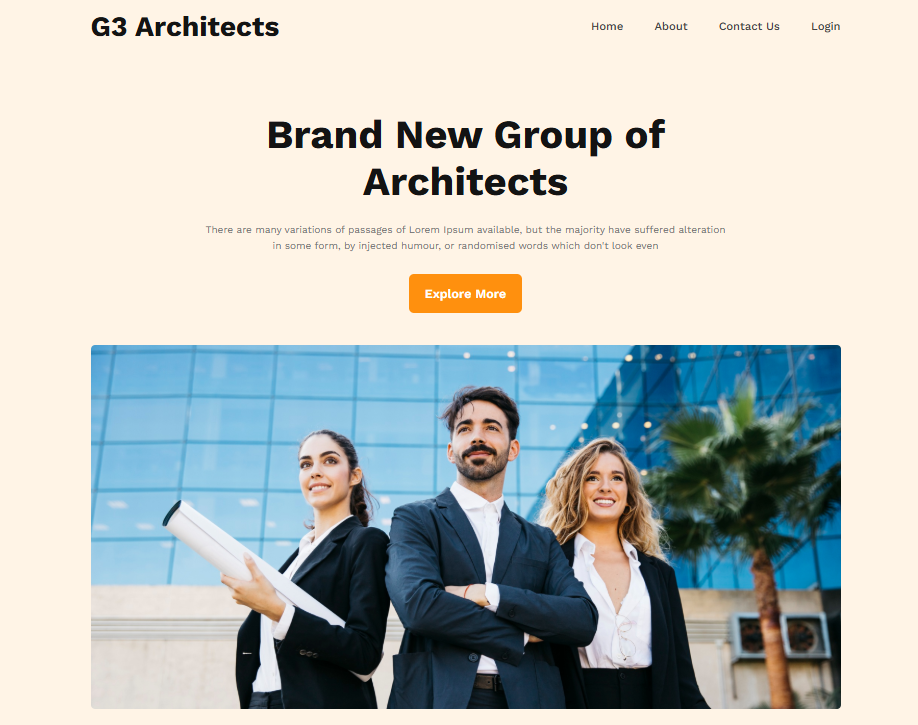 G3 Architects
Home About Contact Us Login
Brand New Group of
Architects
There are many variations of passages of Lorem Ipsum available, but the majority have suffered alteration
in some form, by injected humour, or randomised words which don't look even
Explore More